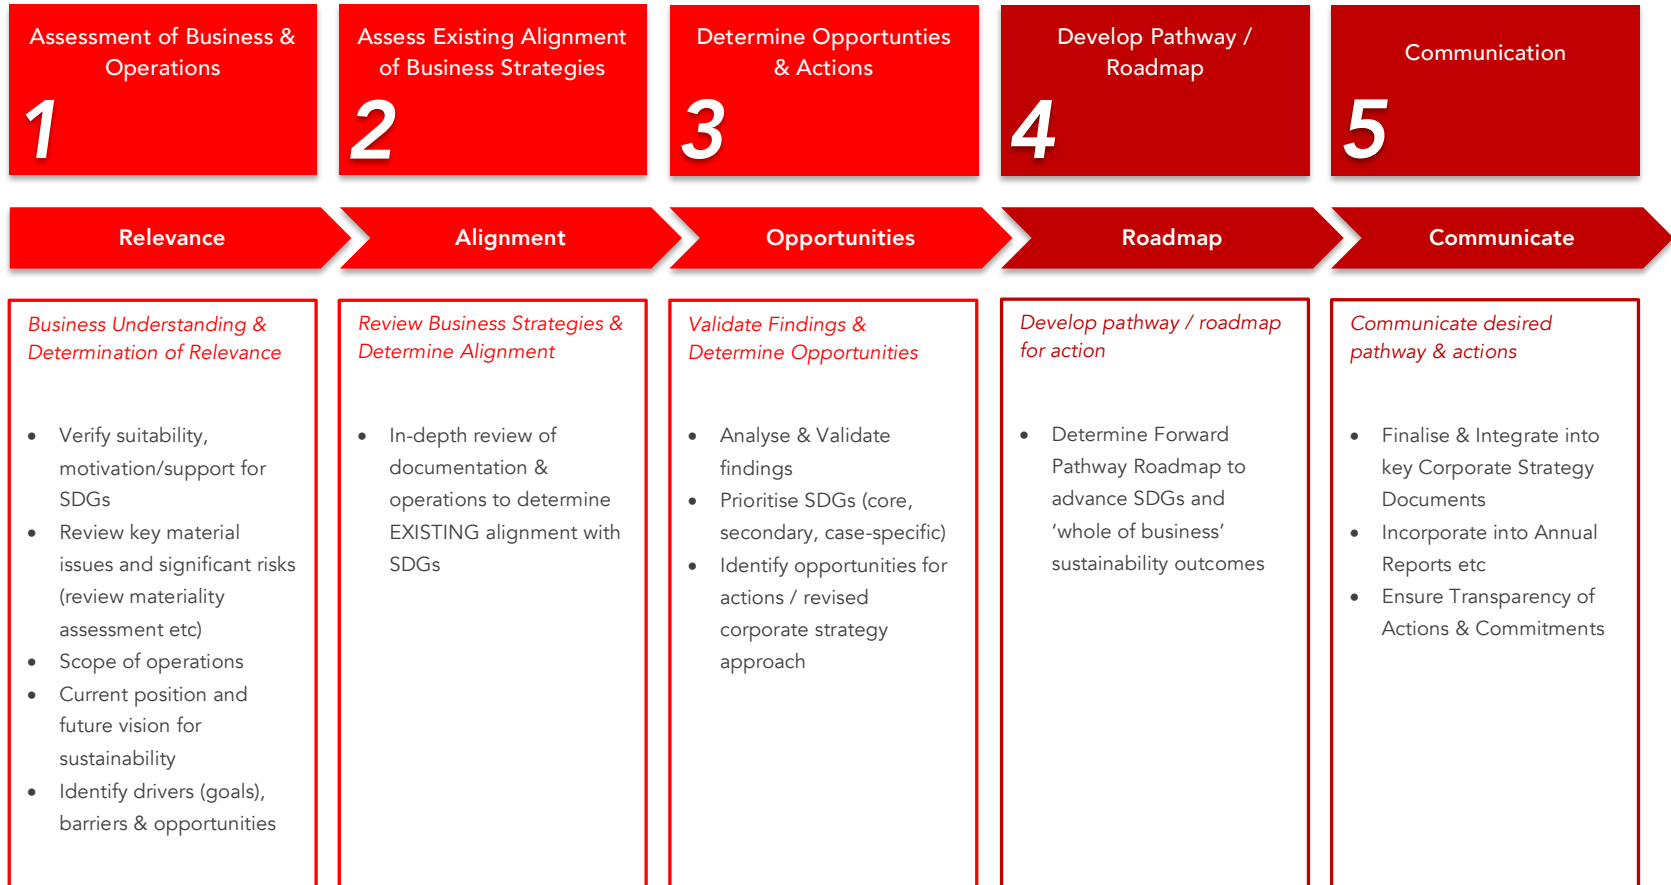 Assessment of Business &
Operations
1
Assess Existing Alignment
of Business Strategies
2
Determine Opportunties
& Actions
3
Develop Pathway /
Roadmap
4
Communication
5
Relevance
Alignment
Opportunities
Roadmap
Communicate
Business Understanding &
Determination of Relevance
• Verify suitability,
motivation/support for
SDGs
• Review key material
issues and significant risks
(review materiality
assessment etc)
• Scope of operations
• Current position and
future vision for
sustainability
• Identify drivers (goals),
barriers & opportunities
Review Business Strategies &
Determine Alignment
• In-depth review of
documentation &
operations to determine
EXISTING alignment with
SDGs
Validate Findings &
Determine Opportunities
• Analyse & Validate
findings
• Prioritise SDGs (core,
secondary, case-specific)
• Identify opportunities for
actions / revised
corporate strategy
approach
Develop pathway / roadmap
for action
• Determine Forward
Pathway Roadmap to
advance SDGs and
‘whole of business’
sustainability outcomes
Communicate desired
pathway & actions
• Finalise & Integrate into
key Corporate Strategy
Documents
• Incorporate into Annual
Reports etc
• Ensure Transparency of
Actions & Commitments